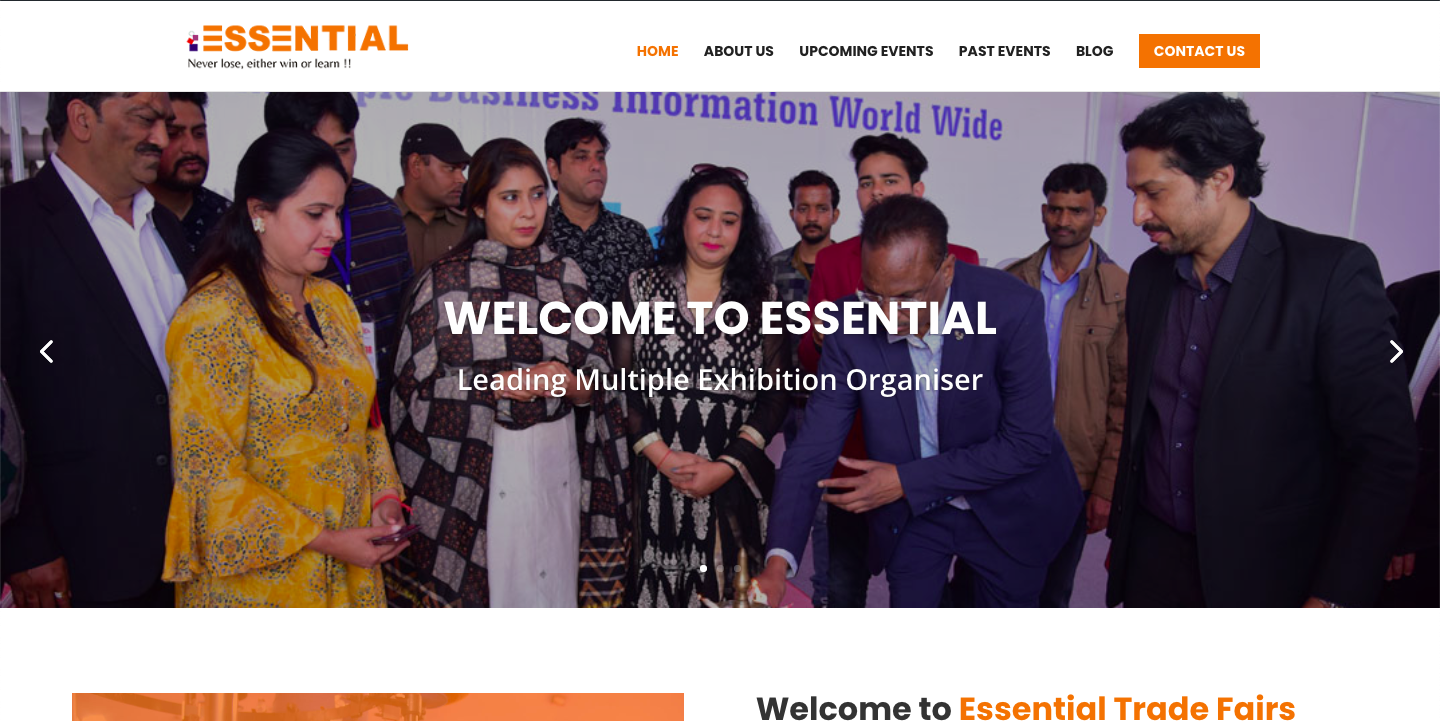 ESSENTIAL
Never lose, either win or learn !!
HOME
ABOUT US
UPCOMING EVENTS
PAST EVENTS
BLOG
CONTACT US
Business Information World Wide
WELCOME TO ESSENTIAL
Leading Multiple Exhibition Organiser
Welcome to Essential Trade Fairs